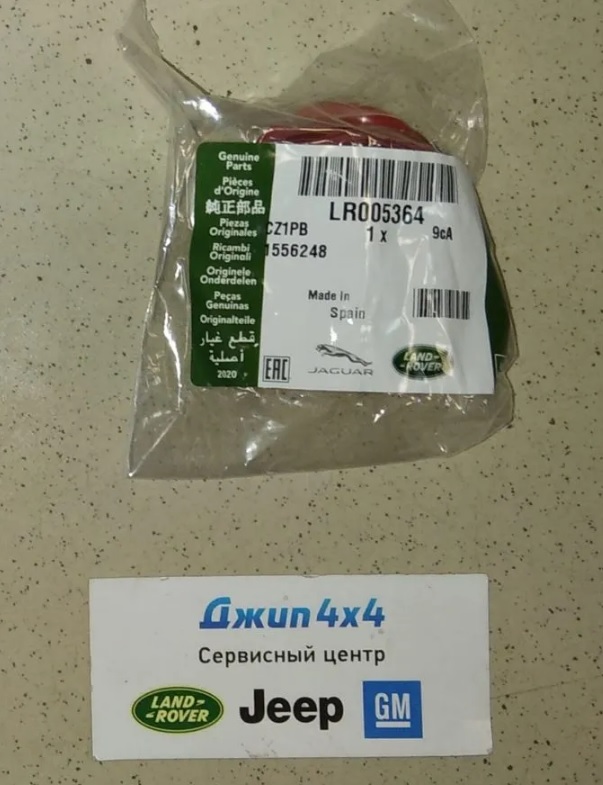 Genuine
Parts
Pièces
d'Origine
純正部品
Piezas
Originales
Ricambi
Originali
Originele
Onderdelen
Peças
Genuínas
Originalteile
قطع غيار
أصلية
2020
LR005364
CZ1PB
1 x
9cA
1556248
Made In
Spain
EAC
JAGUAR
LAND-
-ROVER
Джип 4x4
Сервисный центр
LAND-
-ROVER
Jeep
GM